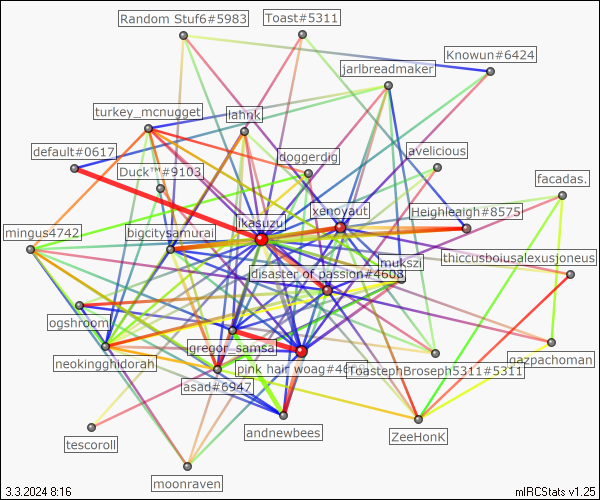 Random Stuf6#5983
Toast#5311
Knowun#6424
jarlbreadmaker
turkey_mcnugget
lahnk
default#0617
doggerdig
avelicious
Duck™#9103
facadas.
ikasuzu
xenoyaut
Heighleaigh#8575
mingus4742
bigcitysamurai
thiccusboiusalexusjoneus
mukszi
disaster of passion#4603
ogshroom
gregor_samsa
gazpachoman
neokingghidorah
pink hair woag#46
ToastephBroseph5311#5311
asad#6947
andnewbees
ZeeHonK
tescoroll
moonraven
3.3.2024 8:16
mIRCStats v1.25